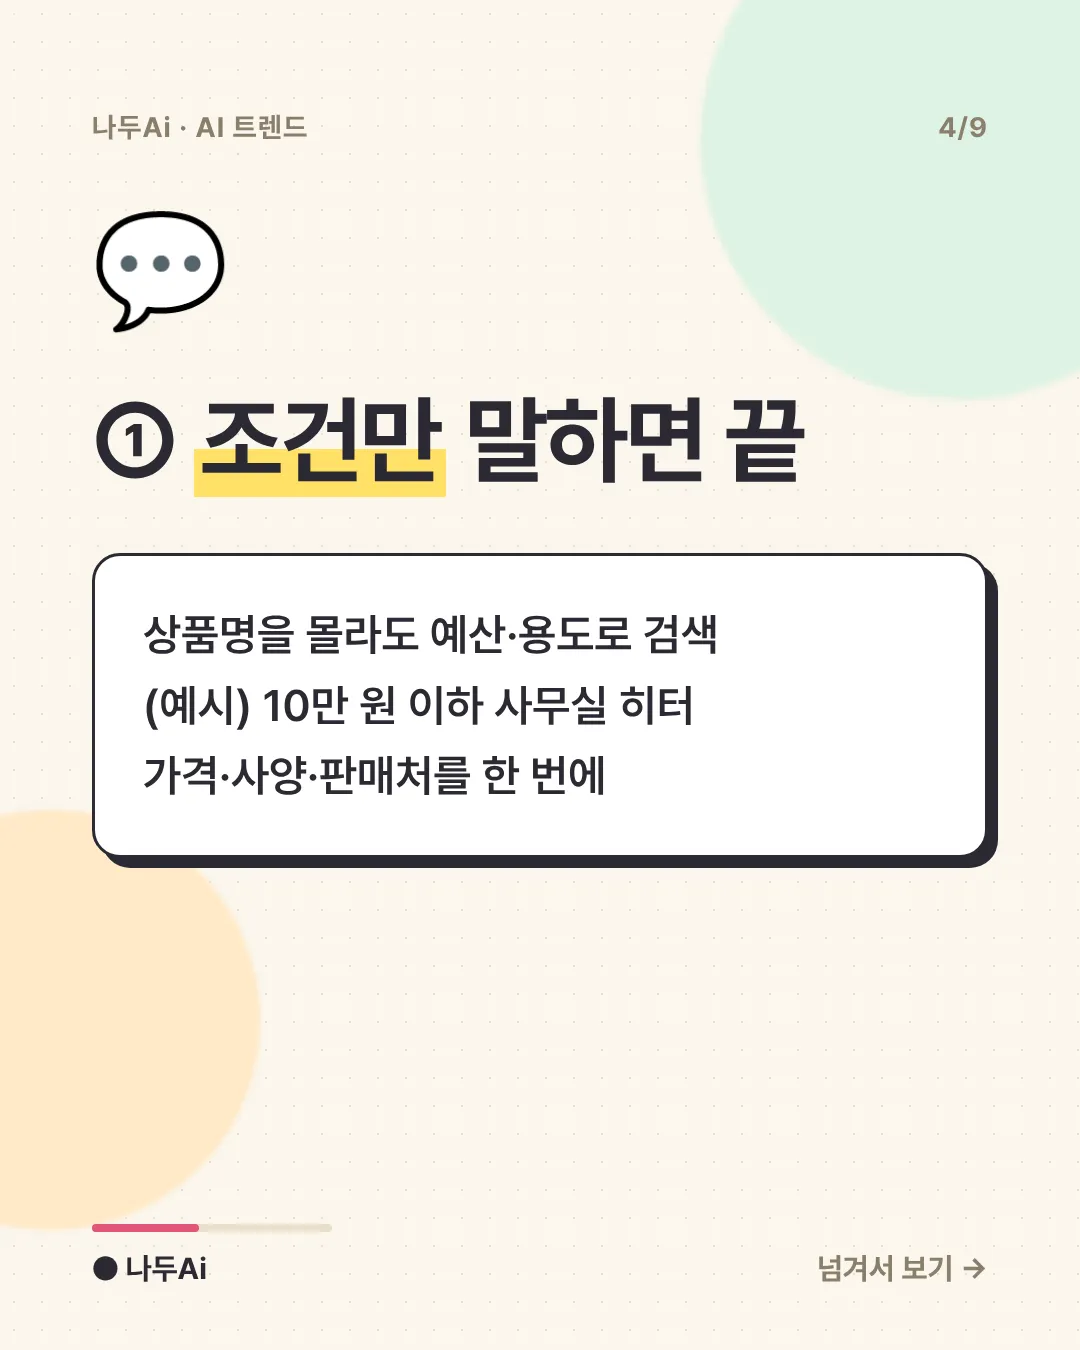 나두Ai · AI 트렌드
4/9
① 조건만 말하면 끝
상품명을 몰라도 예산·용도로 검색
(예시) 10만 원 이하 사무실 히터
가격·사양·판매처를 한 번에
● 나두Ai
넘겨서 보기 →